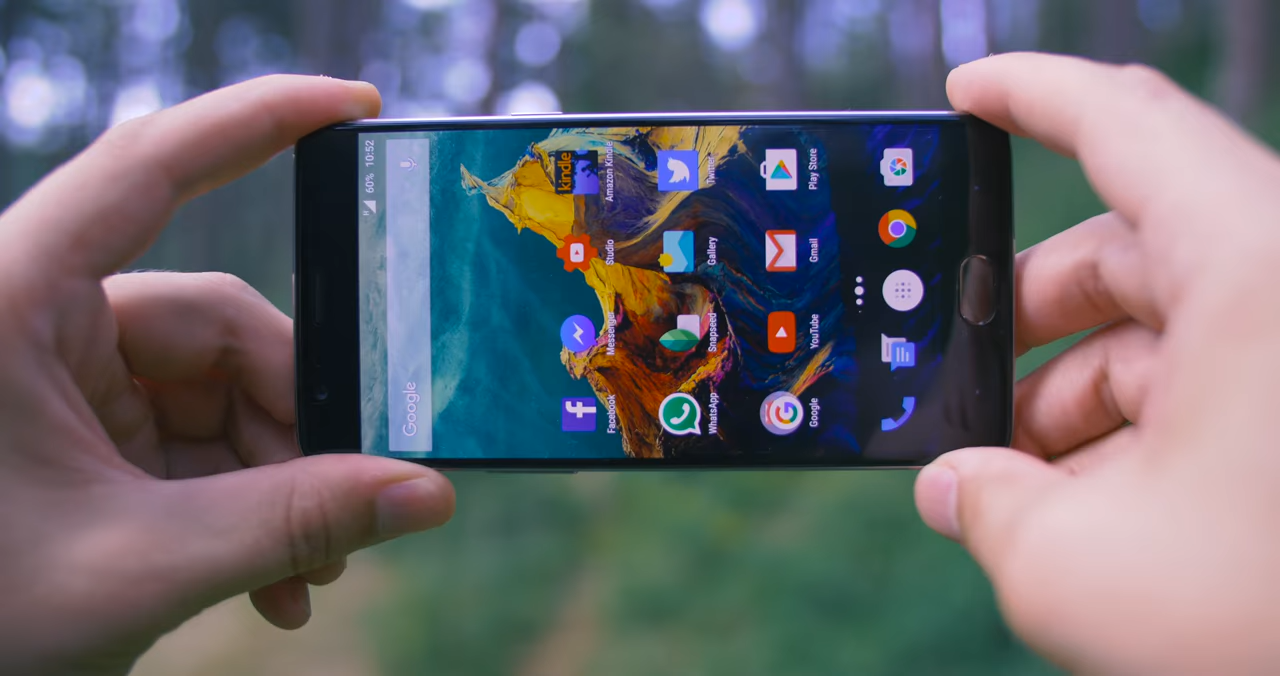 60% 10:52
Google
Facebook
Messenger
Studio
kindle
Amazon Kindle
WhatsApp
Snapseed
Gallery
Twitter
Google
YouTube
Gmail
Play Store